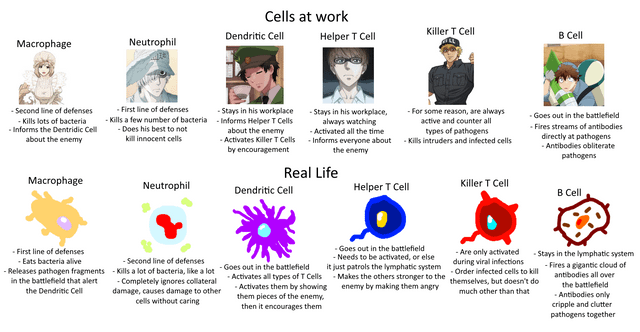 Cells at work
Macrophage
- Second line of defenses
- Kills lots of bacteria
- Informs the Dentridic Cell
about the enemy
Neutrophil
- First line of defenses
- Kills a few number of bacteria
- Does his best to not
kill innocent cells
Dendritic Cell
- Stays in his workplace
- Informs Helper T Cells
about the enemy
- Activates Killer T Cells
by encouragement
Helper T Cell
- Stays in his workplace,
always watching
- Activated all the time
- Informs everyone about
the enemy
Killer T Cell
- For some reason, are always
active and counter all
types of pathogens
- Kills intruders and infected cells
B Cell
- Goes out in the battlefield
- Fires streams of antibodies
directly at pathogens
- Antibodies obliterate
pathogens
Real Life
Macrophage
- First line of defenses
- Eats bacteria alive
- Releases pathogen fragments
in the battlefield that alert
the Dendritic Cell
Neutrophil
- Second line of defenses
- Kills a lot of bacteria, like a lot
- Completely ignores collateral
damage, causes damage to other
cells without caring
Dendritic Cell
- Goes out in the battlefield
- Activates all types of T Cells
- Activates them by showing
them pieces of the enemy,
then it encourages them
Helper T Cell
- Goes out in the battlefield
- Needs to be activated, or else
it just patrols the lymphatic system
- Makes the others stronger to the
enemy by making them angry
Killer T Cell
- Are only activated
during viral infections
- Order infected cells to kill
themselves, but doesn't do
much other than that
B Cell
- Stays in the lymphatic system
- Fires a gigantic cloud of
antibodies all over
the battlefield
- Antibodies only
cripple and clutter
pathogens together